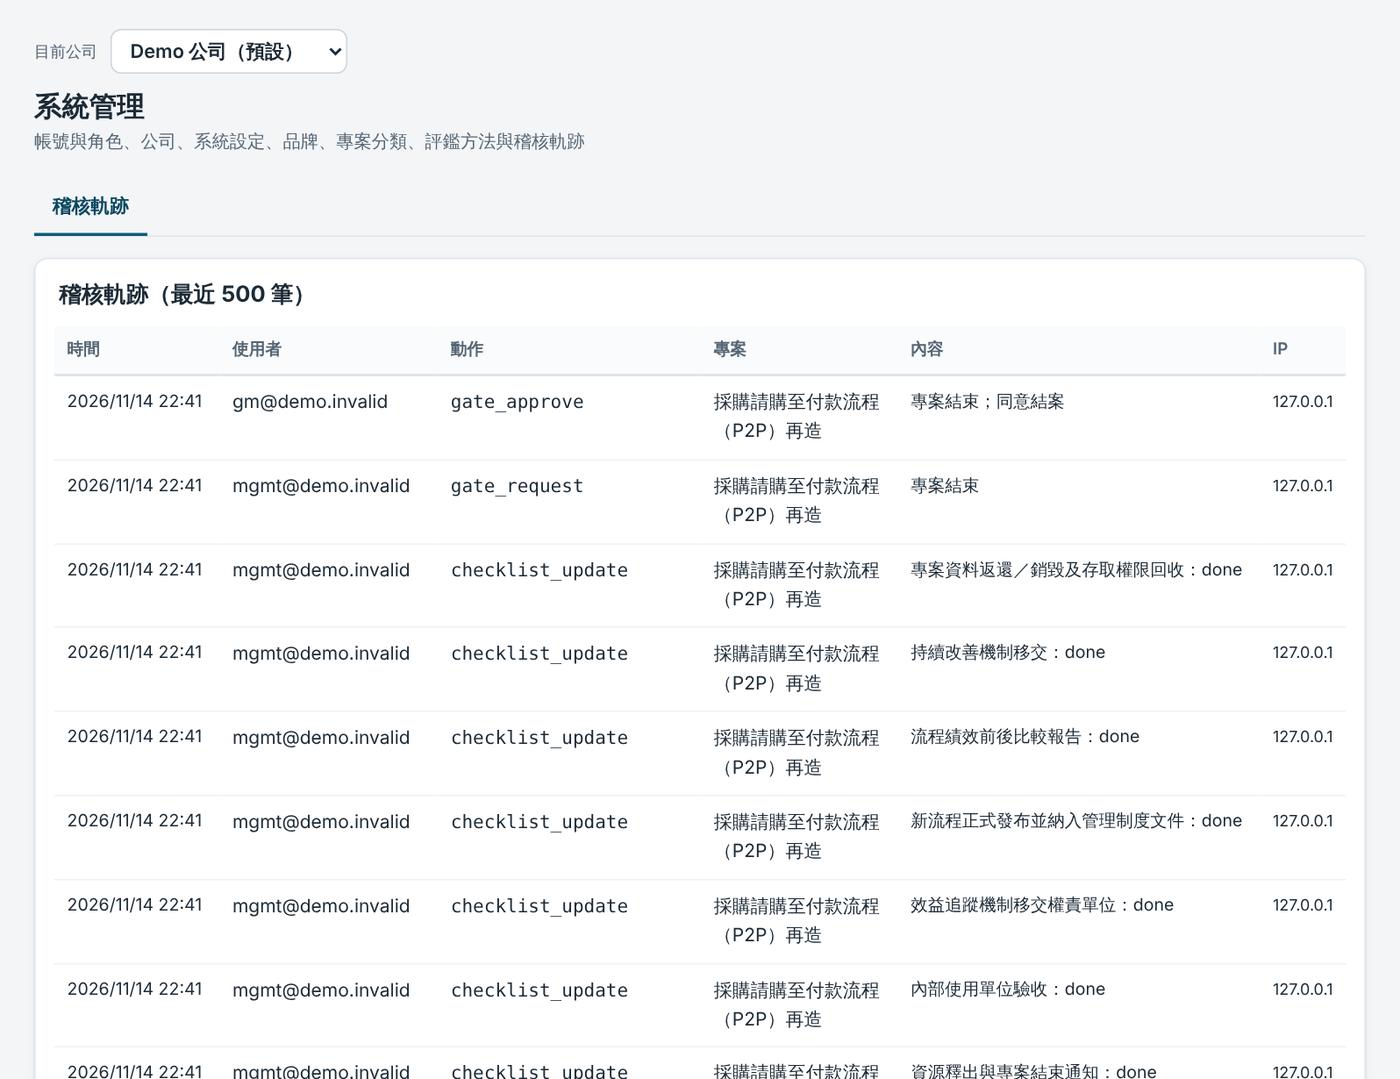 目前公司 Demo 公司（預設）
系統管理
帳號與角色、公司、系統設定、品牌、專案分類、評鑑方法與稽核軌跡
稽核軌跡
稽核軌跡（最近 500 筆）
時間 使用者 動作 專案 內容 IP
2026/11/14 22:41 gm@demo.invalid gate_approve 採購請購至付款流程 專案結束；同意結案 127.0.0.1
（P2P）再造
2026/11/14 22:41 mgmt@demo.invalid gate_request 採購請購至付款流程 專案結束 127.0.0.1
（P2P）再造
2026/11/14 22:41 mgmt@demo.invalid checklist_update 採購請購至付款流程 專案資料返還／銷毀及存取權限回收：done 127.0.0.1
（P2P）再造
2026/11/14 22:41 mgmt@demo.invalid checklist_update 採購請購至付款流程 持續改善機制移交：done 127.0.0.1
（P2P）再造
2026/11/14 22:41 mgmt@demo.invalid checklist_update 採購請購至付款流程 流程績效前後比較報告：done 127.0.0.1
（P2P）再造
2026/11/14 22:41 mgmt@demo.invalid checklist_update 採購請購至付款流程 新流程正式發布並納入管理制度文件：done 127.0.0.1
（P2P）再造
2026/11/14 22:41 mgmt@demo.invalid checklist_update 採購請購至付款流程 效益追蹤機制移交權責單位：done 127.0.0.1
（P2P）再造
2026/11/14 22:41 mgmt@demo.invalid checklist_update 採購請購至付款流程 內部使用單位驗收：done 127.0.0.1
（P2P）再造
2026/11/14 22:41 mgmt@demo.invalid checklist_update 採購請購至付款流程 資源釋出與專案結束通知：done 127.0.0.1